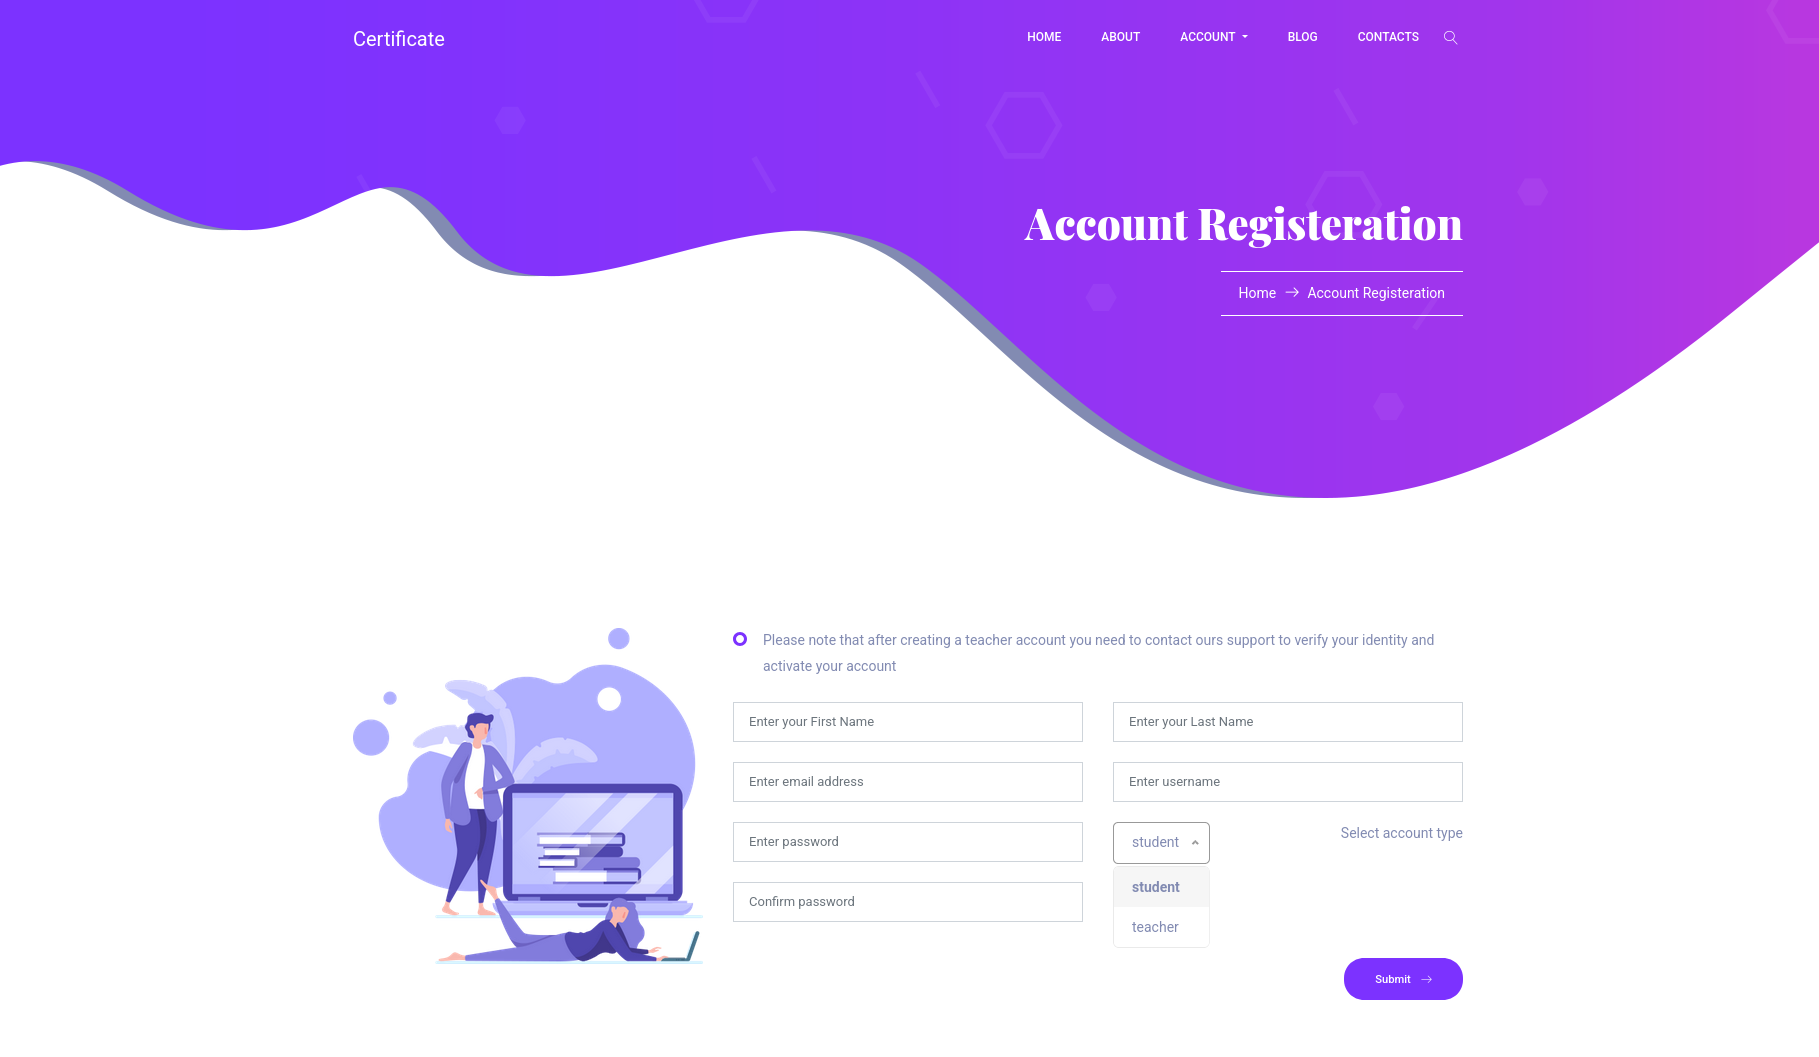 Certificate
HOME ABOUT ACCOUNT BLOG CONTACTS
Account Registeration
Home Account Registeration
Please note that after creating a teacher account you need to contact ours support to verify your identity and
activate your account
Enter your First Name Enter your Last Name
Enter email address Enter username
Enter password student Select account type
student
Confirm password
teacher
Submit